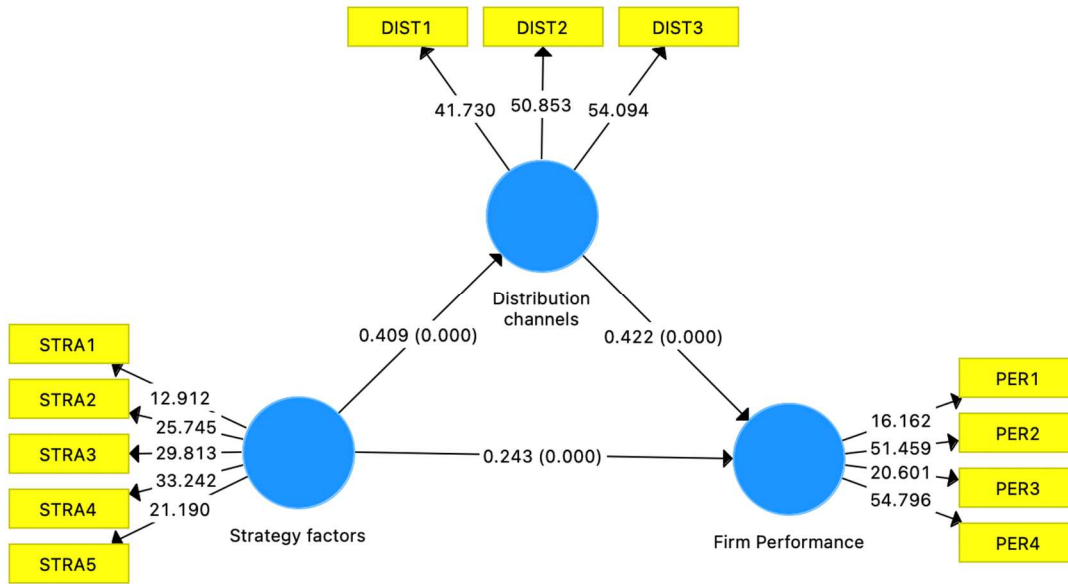 DIST1
DIST2
DIST3
41.730
50.853
54.094
Distribution
channels
0.409 (0.000)
0.422 (0.000)
STRA1
STRA2
STRA3
STRA4
STRA5
12.912
25.745
29.813
33.242
21.190
Strategy factors
0.243 (0.000)
Firm Performance
16.162
51.459
20.601
54.796
PER1
PER2
PER3
PER4